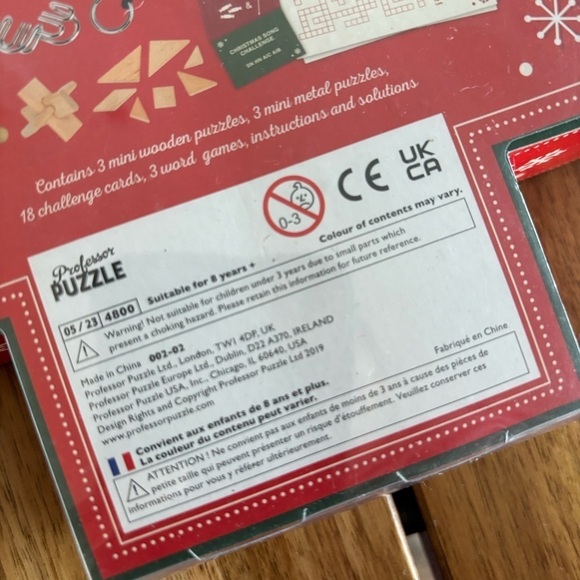 CHRISTMAS SONG
CHALLENGE
Contains 3 mini wooden puzzles, 3 mini metal puzzles,
18 challenge cards, 3 word games, instructions and solutions
0-3
CE
UK
CA
Professor
PUZZLE
Suitable for 8 years +
Colour of contents may vary.
05 / 23 4B00
Warning! Not suitable for children under 3 years due to small parts which
present a choking hazard. Please retain this information for future reference.
Made in China 002-02
Professor Puzzle Ltd., London, TW1 4DP, UK
Professor Puzzle Europe Ltd., Dublin, D22 A370, IRELAND
Professor Puzzle USA, Inc., Chicago, IL 60640, USA
Design Rights and Copyright Professor Puzzle Ltd 2019
www.professorpuzzle.com
Fabriqué en Chine
Convient aux enfants de 8 ans et plus.
La couleur du contenu peut varier.
ATTENTION ! Ne convient pas aux enfants de moins de 3 ans à cause des pièces de
petite taille qui peuvent présenter un risque d'étouffement. Veuillez conserver ces
informations pour vous y référer ultérieurement.